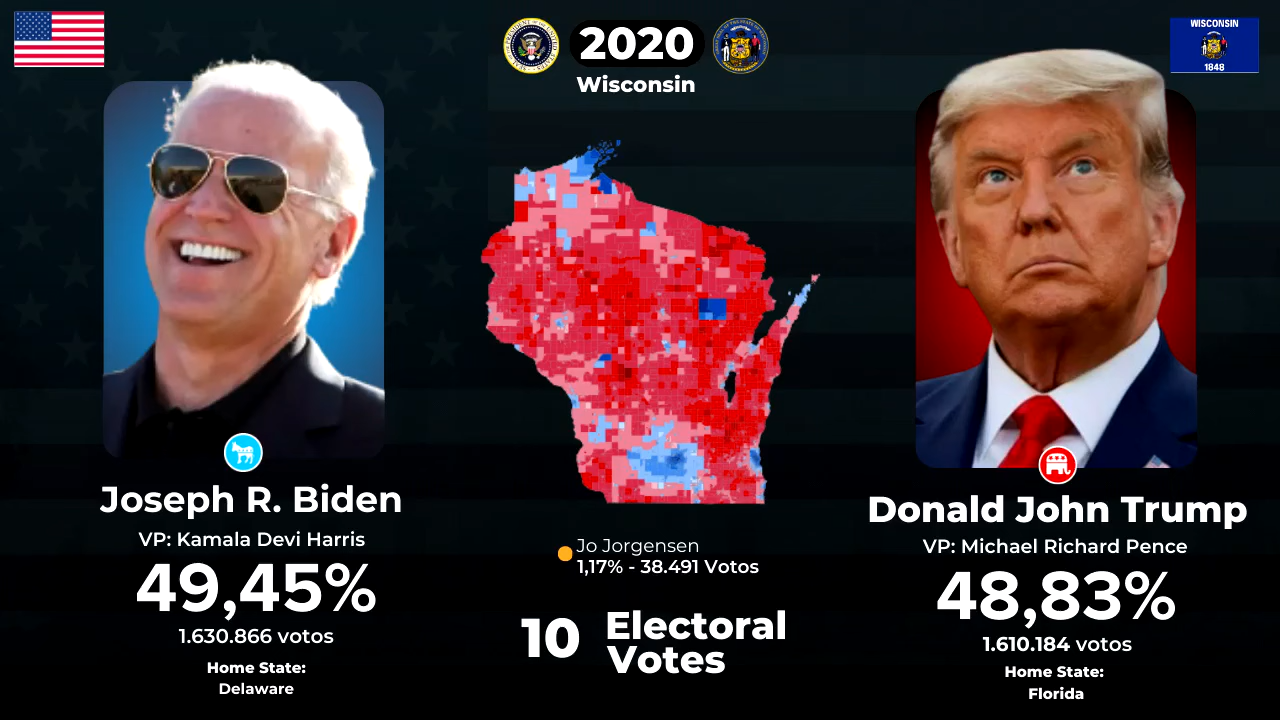 2020
Wisconsin
WISCONSIN
1848
Joseph R. Biden
VP: Kamala Devi Harris
49,45%
1.630.866 votos
Home State:
Delaware
Jo Jorgensen
1,17% - 38.491 Votos
10 Electoral
Votes
Donald John Trump
VP: Michael Richard Pence
48,83%
1.610.184 votos
Home State:
Florida